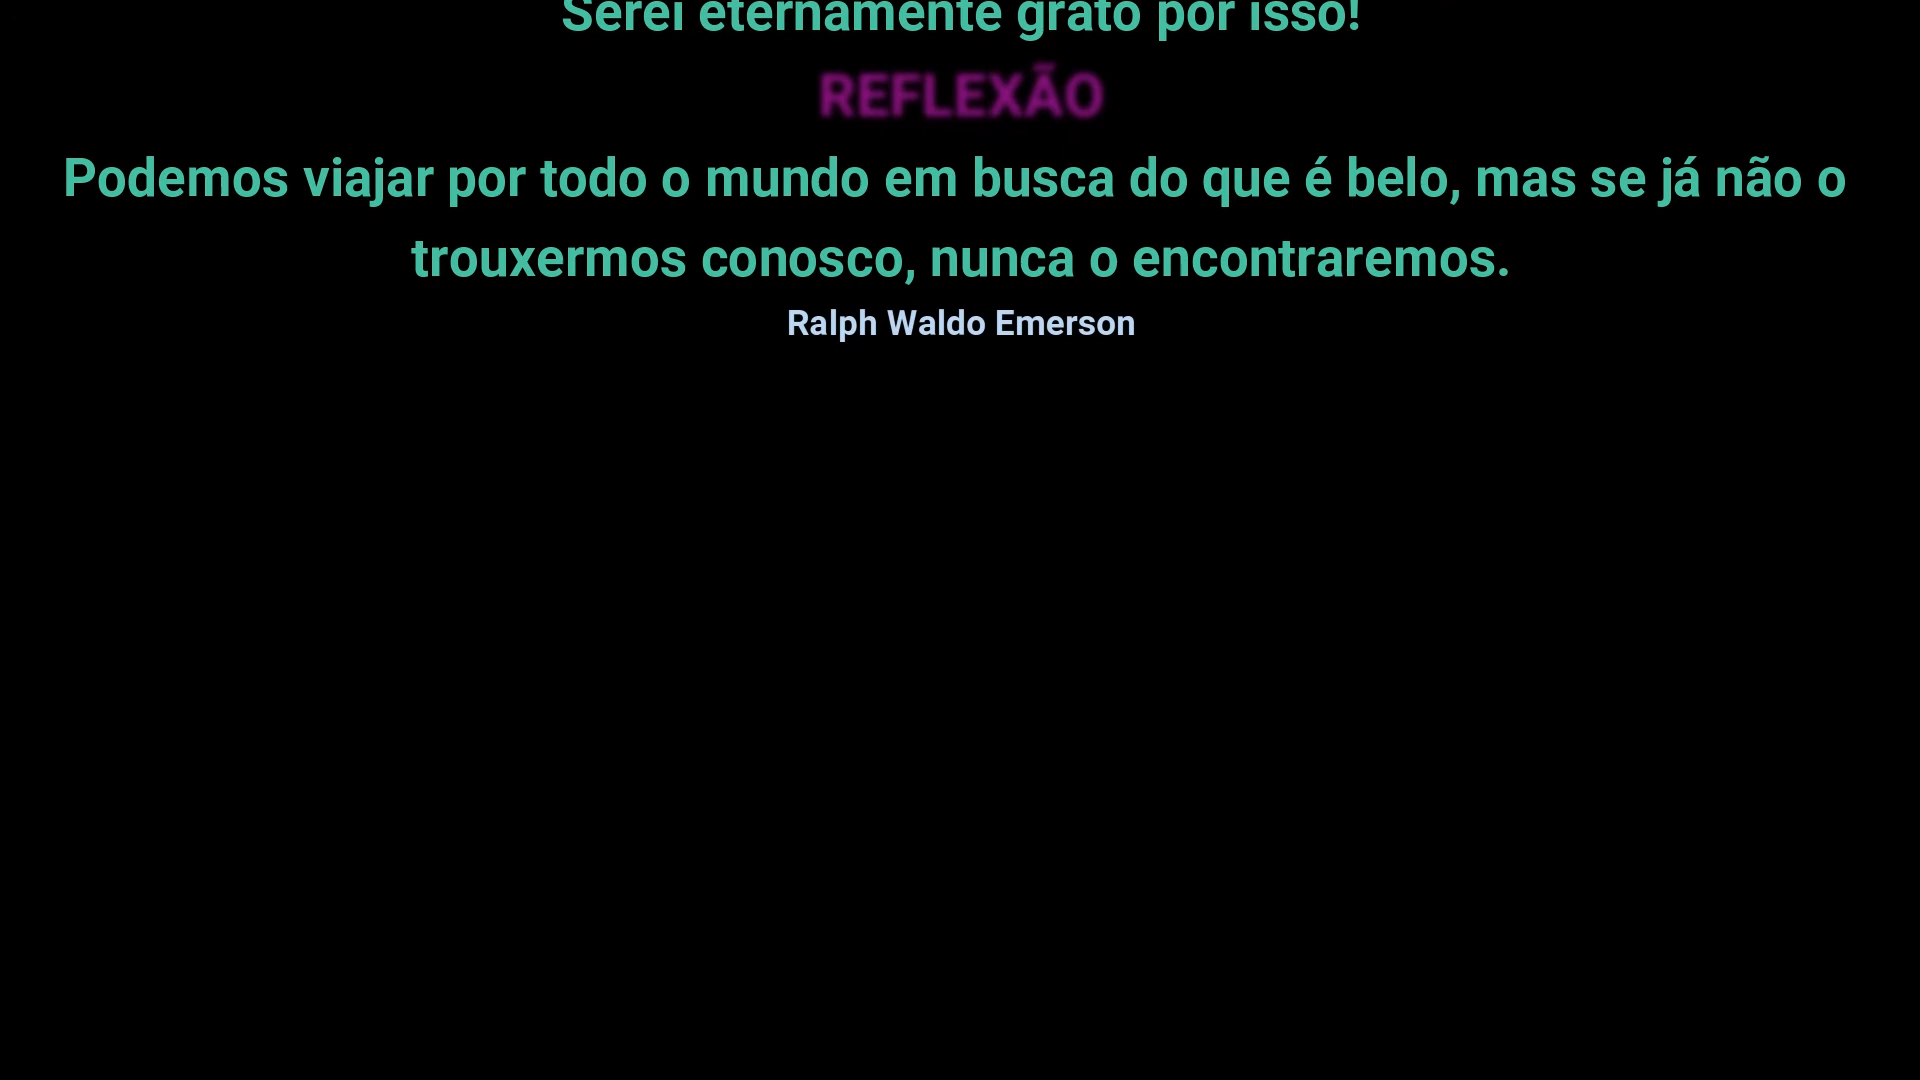 Serei eternamente grato por isso!
REFLEXÃO
Podemos viajar por todo o mundo em busca do que é belo, mas se já não o
trouxermos conosco, nunca o encontraremos.
Ralph Waldo Emerson